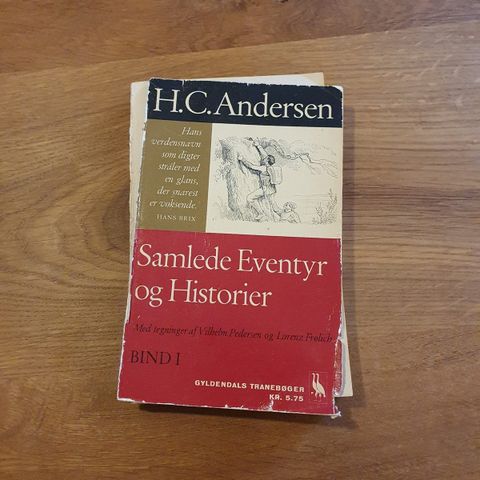 H.C. Andersen
Hans
verdensnavn
som digter
stråler med
en glans,
der snarest
er voksende.
HANS BRIX
Samlede Eventyr
og Historier
Med tegninger af Vilhelm Pedersen og Lorenz Frølich
BIND I
GYLDENDALS TRANEBØGER
KR. 5.75